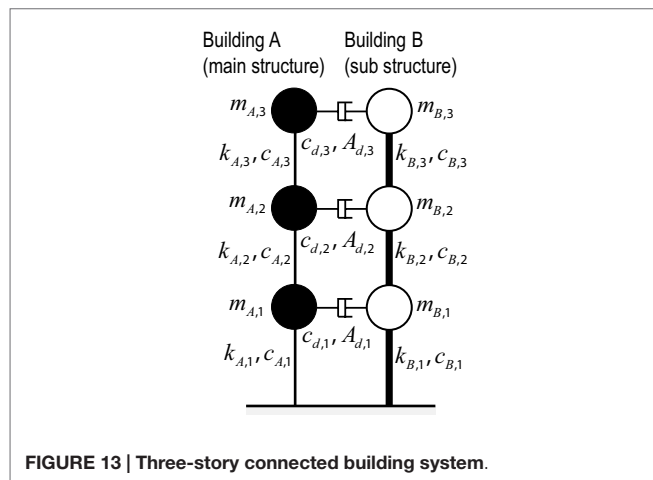 Building A Building B
(main structure) (sub structure)
m_{A,3} m_{B,3}
c_{d,3}, A_{d,3}
k_{A,3}, c_{A,3} k_{B,3}, c_{B,3}
m_{A,2} m_{B,2}
c_{d,2}, A_{d,2}
k_{A,2}, c_{A,2} k_{B,2}, c_{B,2}
m_{A,1} m_{B,1}
c_{d,1}, A_{d,1}
k_{A,1}, c_{A,1} k_{B,1}, c_{B,1}
FIGURE 13 | Three-story connected building system.